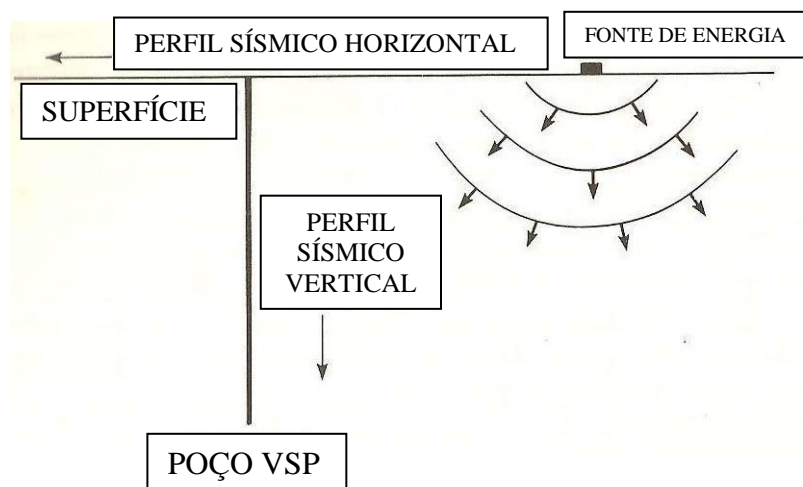 PERFIL SÍSMICO HORIZONTAL
FONTE DE ENERGIA
SUPERFÍCIE
PERFIL
SÍSMICO
VERTICAL
POÇO VSP